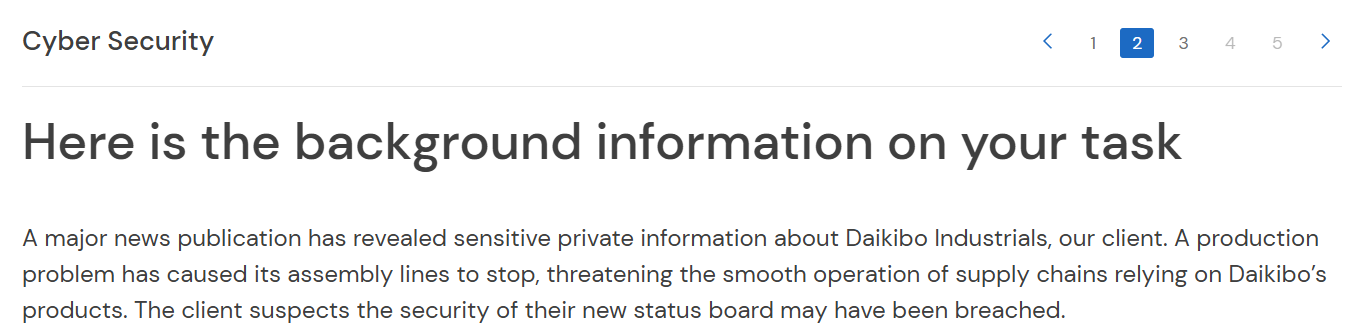 Cyber Security
1 2 3 4 5
Here is the background information on your task
A major news publication has revealed sensitive private information about Daikibo Industrials, our client. A production
problem has caused its assembly lines to stop, threatening the smooth operation of supply chains relying on Daikibo’s
products. The client suspects the security of their new status board may have been breached.